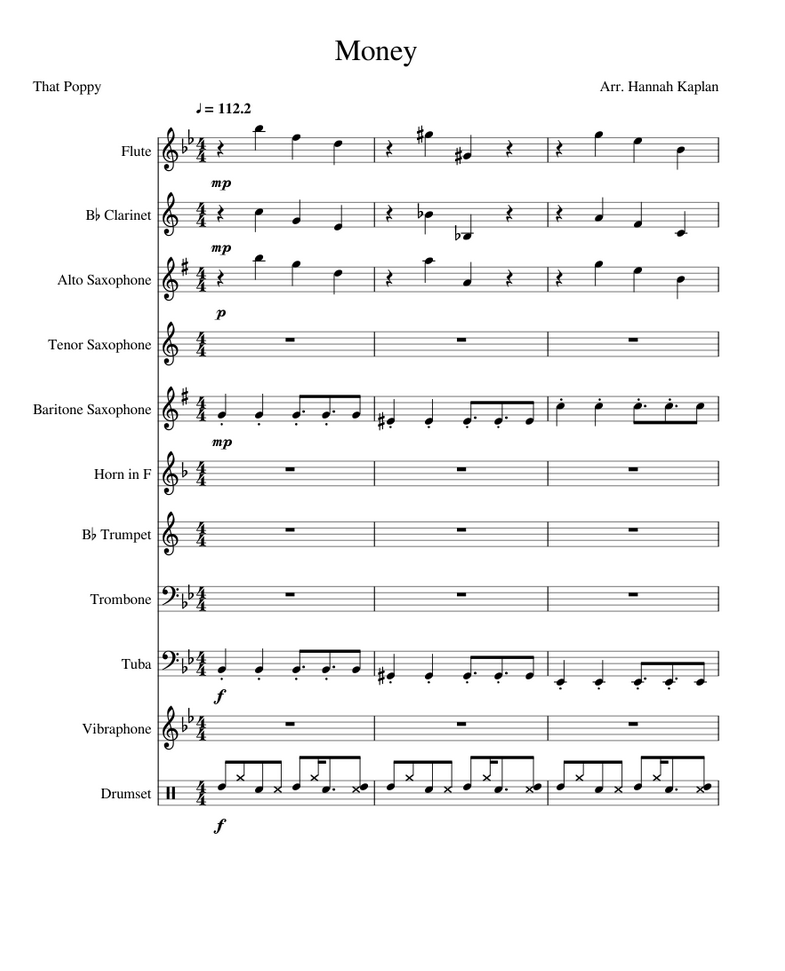 Money
That Poppy
Arr. Hannah Kaplan
♩ = 112.2
Flute
mp
B♭ Clarinet
mp
Alto Saxophone
p
Tenor Saxophone
Baritone Saxophone
mp
Horn in F
B♭ Trumpet
Trombone
Tuba
f
Vibraphone
Drumset
f